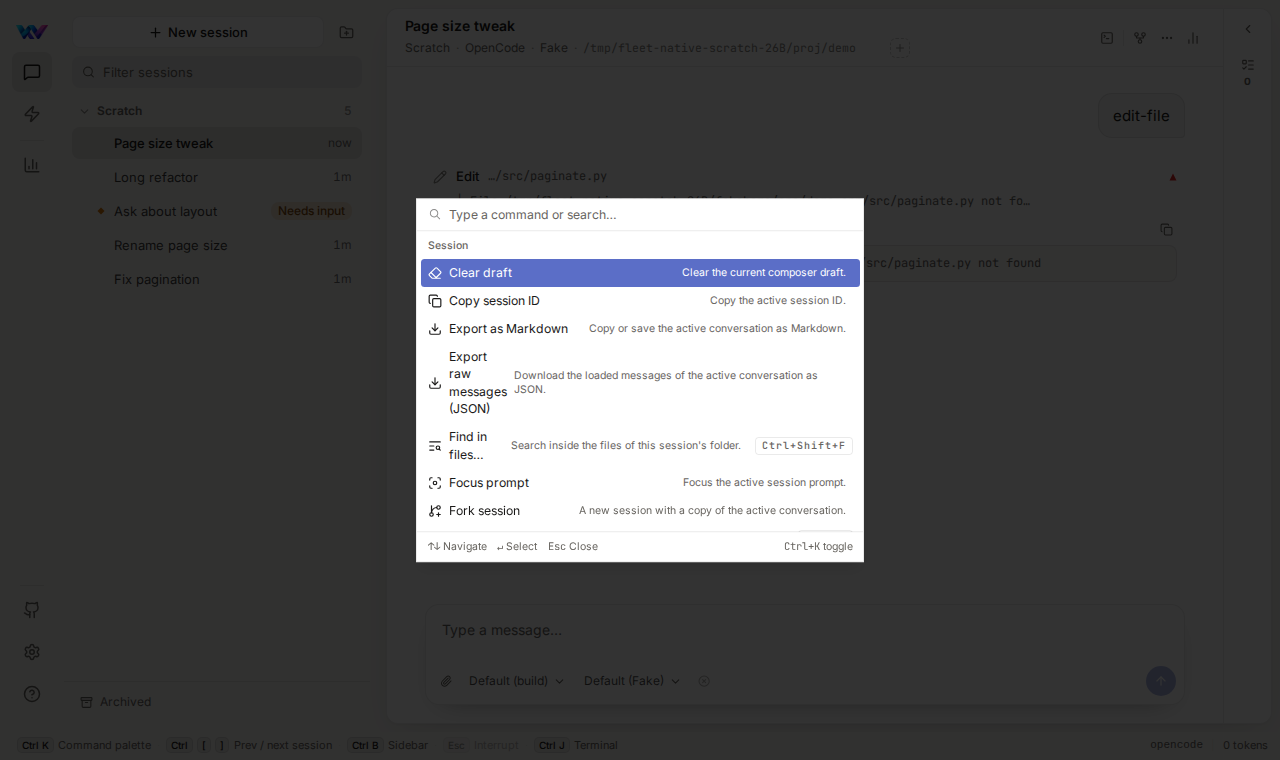 New session
Filter sessions
Scratch 5
Page size tweak now
Long refactor 1m
Ask about layout Needs input
Rename page size 1m
Fix pagination 1m
Archived
Page size tweak
Scratch · OpenCode · Fake · /tmp/fleet-native-scratch-268/proj/demo
0
edit-file
Edit …/src/paginate.py
/src/paginate.py not fo…
src/paginate.py not found
Type a command or search...
Session
Clear draft Clear the current composer draft.
Copy session ID Copy the active session ID.
Export as Markdown Copy or save the active conversation as Markdown.
Export
raw
messages
(JSON)
Download the loaded messages of the active conversation as
JSON.
Find in
files...
Search inside the files of this session's folder. Ctrl+Shift+F
Focus prompt Focus the active session prompt.
Fork session A new session with a copy of the active conversation.
↑↓ Navigate ↵ Select Esc Close Ctrl+K toggle
Type a message...
Default (build) Default (Fake)
Ctrl K Command palette Ctrl [ ] Prev / next session Ctrl B Sidebar Esc Interrupt Ctrl J Terminal opencode 0 tokens